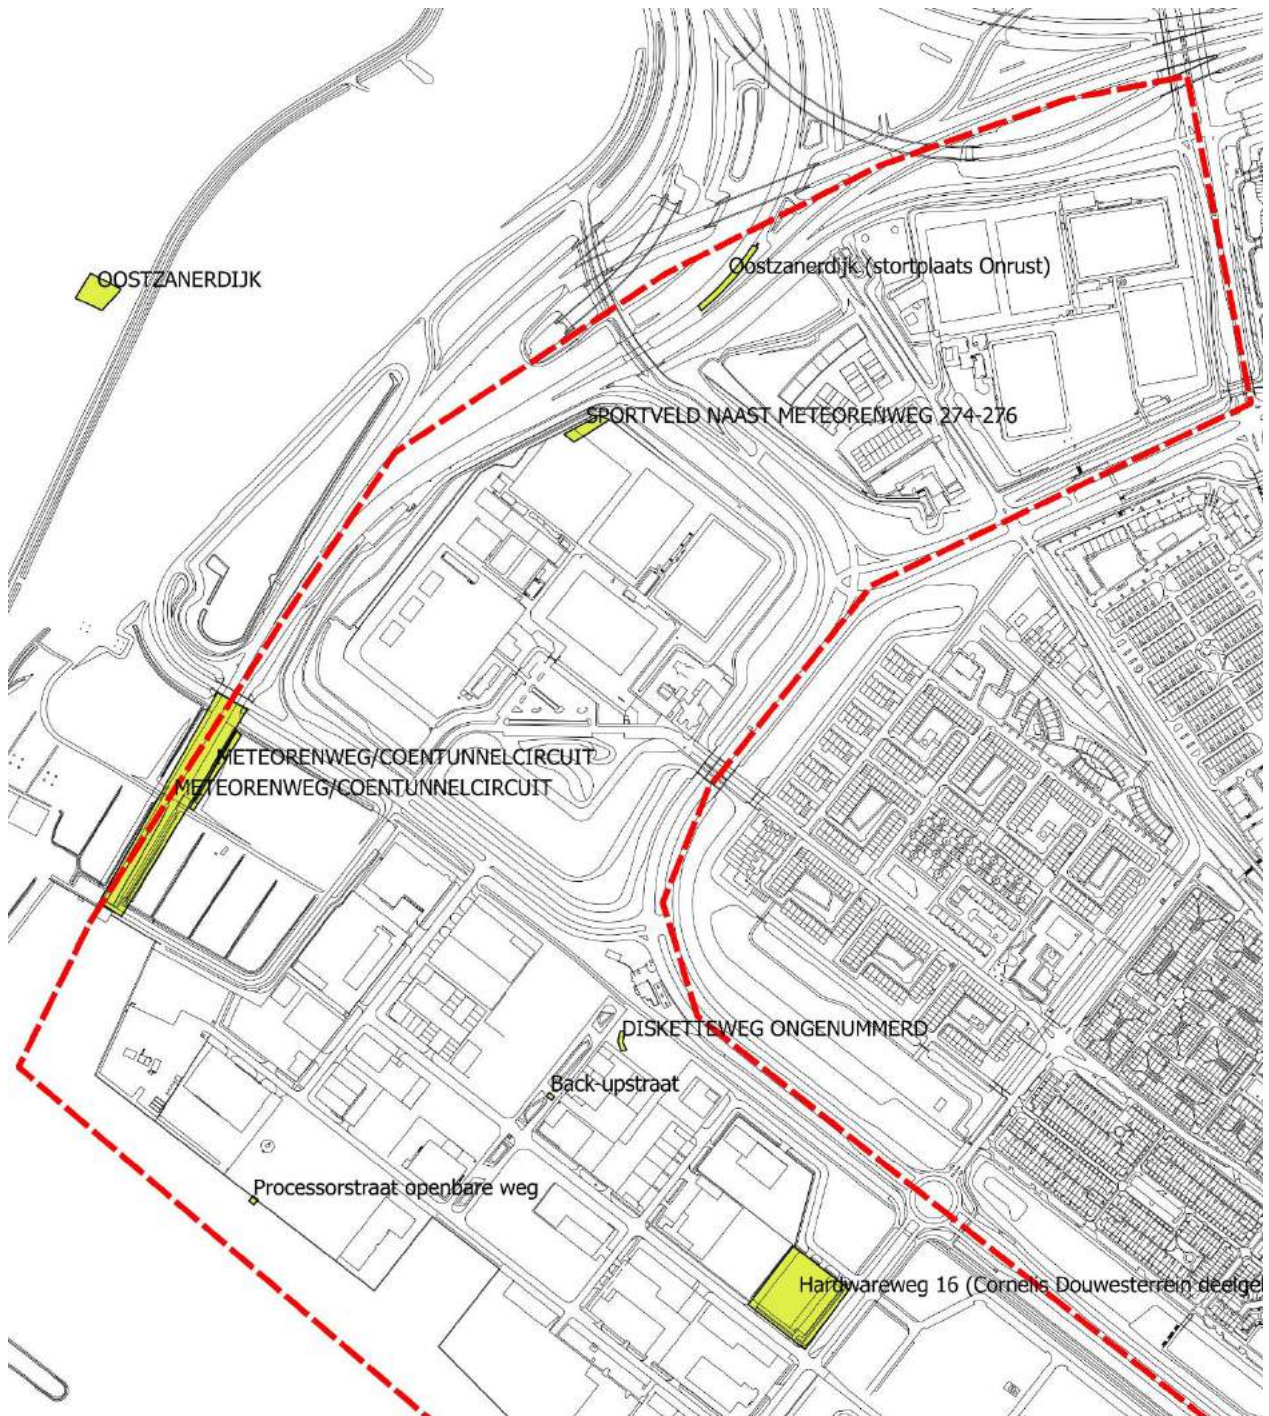 Oostzanerdijk (stortplaats Onrust)
OOSTZANERDIJK
SPORTVELD NAAST METEORENWEG 274-276
METEORENWEG/COENTUNNELCIRCUIT
METEORENWEG/COENTUNNELCIRCUIT
DISKETTEWEG ONGENUMMERD
Back-upstraat
Processorstraat openbare weg
Hardwareweg 16 (Cornelis Douwesterrein deelgel